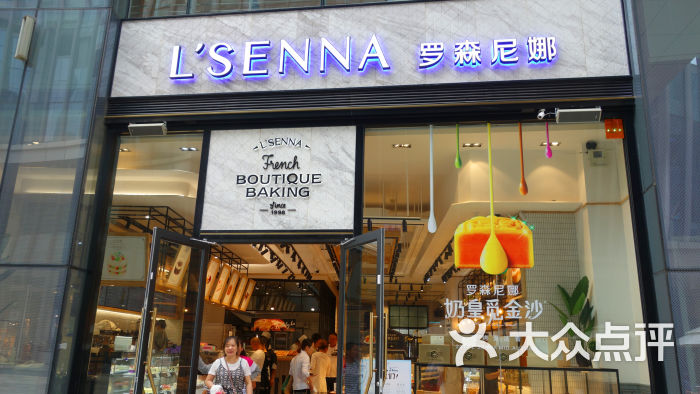 L'SENNA 罗森尼娜
L'SENNA
French
BOUTIQUE
BAKING
Since
1998
罗森尼娜
奶皇觅金沙
大众点评